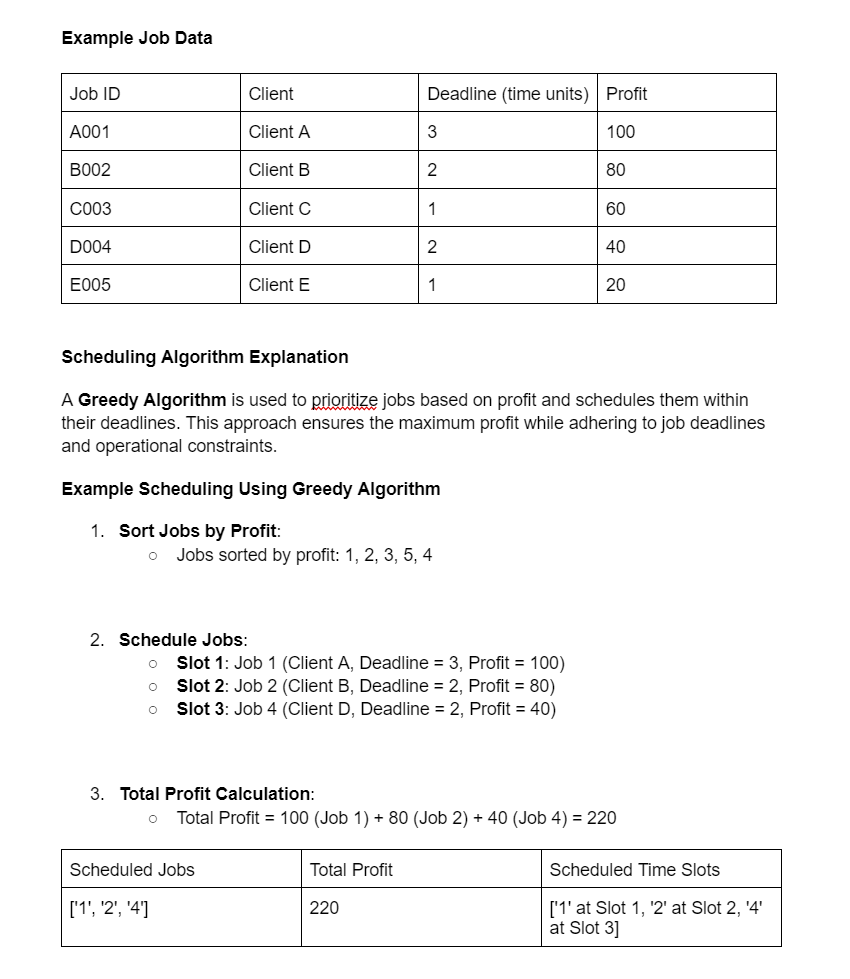 Example Job Data
Job ID Client Deadline (time units) Profit
A001 Client A 3 100
B002 Client B 2 80
C003 Client C 1 60
D004 Client D 2 40
E005 Client E 1 20
Scheduling Algorithm Explanation
A Greedy Algorithm is used to prioritize jobs based on profit and schedules them within
their deadlines. This approach ensures the maximum profit while adhering to job deadlines
and operational constraints.
Example Scheduling Using Greedy Algorithm
1. Sort Jobs by Profit:
○ Jobs sorted by profit: 1, 2, 3, 5, 4
2. Schedule Jobs:
○ Slot 1: Job 1 (Client A, Deadline = 3, Profit = 100)
○ Slot 2: Job 2 (Client B, Deadline = 2, Profit = 80)
○ Slot 3: Job 4 (Client D, Deadline = 2, Profit = 40)
3. Total Profit Calculation:
○ Total Profit = 100 (Job 1) + 80 (Job 2) + 40 (Job 4) = 220
Scheduled Jobs Total Profit Scheduled Time Slots
['1', '2', '4'] 220 ['1' at Slot 1, '2' at Slot 2, '4'
at Slot 3]